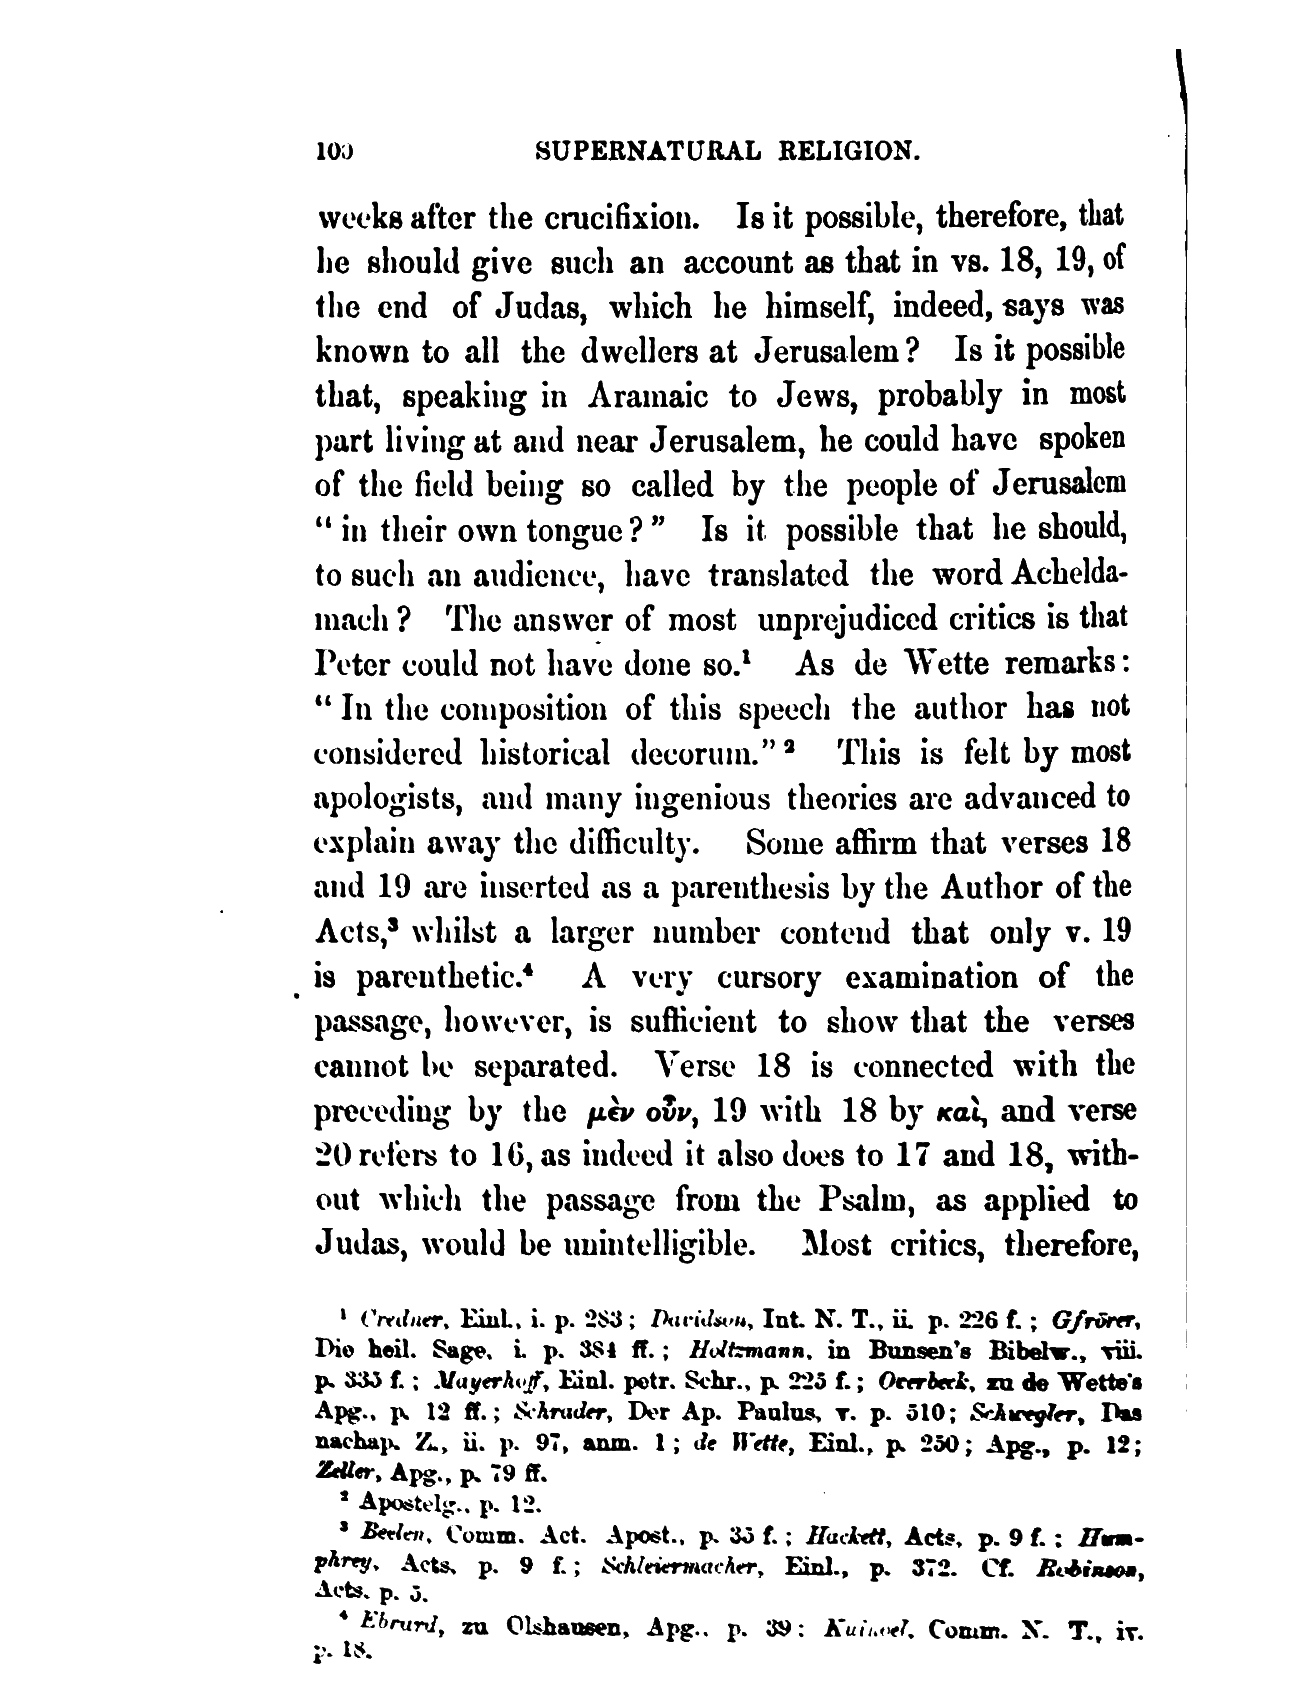 100 SUPERNATURAL RELIGION.
weeks after the crucifixion. Is it possible, therefore, that
he should give such an account as that in vs. 18, 19, of
the end of Judas, which he himself, indeed, says was
known to all the dwellers at Jerusalem? Is it possible
that, speaking in Aramaic to Jews, probably in most
part living at and near Jerusalem, he could have spoken
of the field being so called by the people of Jerusalem
“in their own tongue?” Is it possible that he should,
to such an audience, have translated the word Achelda-
mach? The answer of most unprejudiced critics is that
Peter could not have done so.¹ As de Wette remarks:
“In the composition of this speech the author has not
considered historical decorum.”² This is felt by most
apologists, and many ingenious theories are advanced to
explain away the difficulty. Some affirm that verses 18
and 19 are inserted as a parenthesis by the Author of the
Acts,³ whilst a larger number contend that only v. 19
is parenthetic.⁴ A very cursory examination of the
passage, however, is sufficient to show that the verses
cannot be separated. Verse 18 is connected with the
preceding by the μὲν οὖν, 19 with 18 by καὶ, and verse
20 refers to 16, as indeed it also does to 17 and 18, with-
out which the passage from the Psalm, as applied to
Judas, would be unintelligible. Most critics, therefore,
¹ Credner, Einl., i. p. 283; Davidson, Int. N. T., ii. p. 226 f.; Gfrörer,
Die heil. Sage, i. p. 384 ff.; Holtzmann, in Bunsen's Bibelw., viii.
p. 335 f.; Mayerhoff, Einl. petr. Schr., p. 225 f.; Overbeck, zu de Wette's
Apg., p. 12 ff.; Schrader, Der Ap. Paulus, v. p. 510; Schwegler, Das
nachap. Z., ii. p. 97, anm. 1; de Wette, Einl., p. 250; Apg., p. 12;
Zeller, Apg., p. 79 ff.
² Apostelg., p. 12.
³ Beelen, Comm. Act. Apost., p. 35 f.; Hackett, Acts, p. 9 f.; Hum-
phrey, Acts, p. 9 f.; Schleiermacher, Einl., p. 372. Cf. Robinson,
Acts, p. 5.
⁴ Ebrard, zu Olshausen, Apg., p. 39; Kuinoel, Comm. N. T., iv.
p. 18.